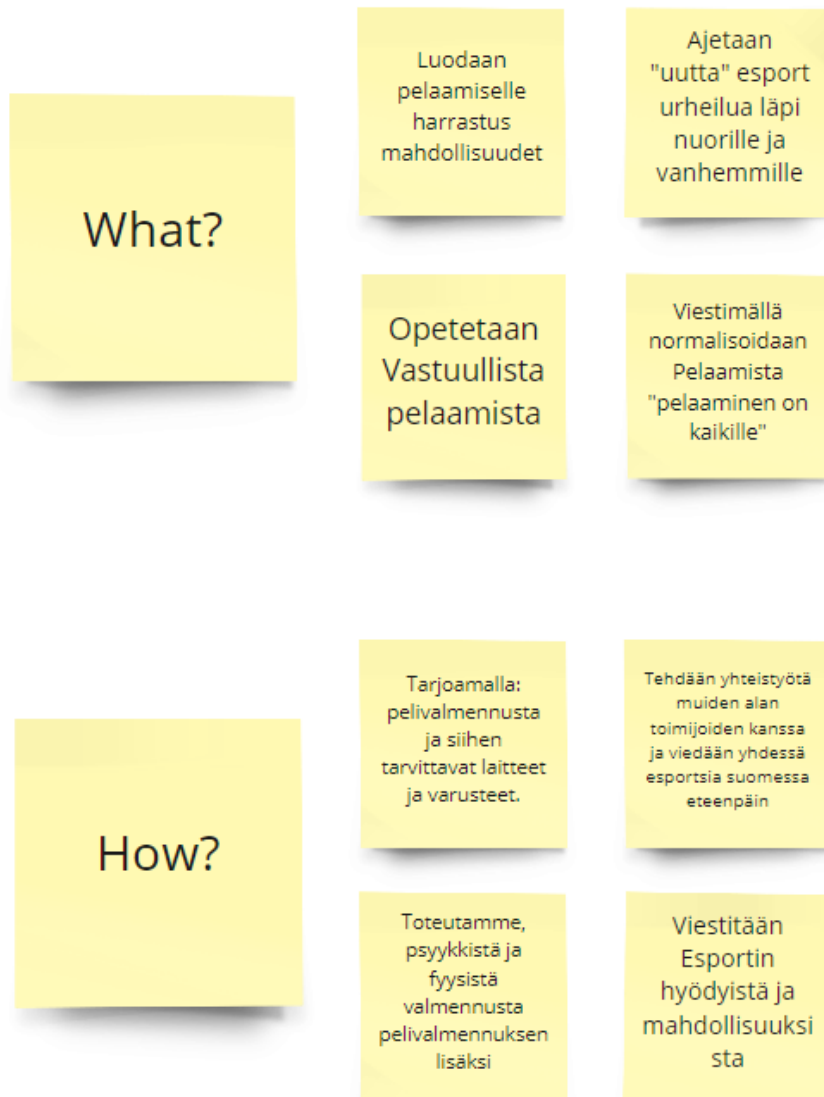 What?
Luodaan
pelaamiselle
harrastus
mahdollisuudet
Ajetaan
"uutta" esport
urheilua läpi
nuorille ja
vanhemmille
Opetetaan
Vastuullista
pelaamista
Viestimällä
normalisoidaan
Pelaamista
"pelaaminen on
kaikille"
How?
Tarjoamalla:
pelivalmennusta
ja siihen
tarvittavat laitteet
ja varusteet.
Tehdään yhteistyötä
muiden alan
toimijoiden kanssa
ja viedään yhdessä
esportsia suomessa
eteenpäin
Toteutamme,
psyykkistä ja
fyysistä
valmennusta
pelivalmennuksen
lisäksi
Viestitään
Esportin
hyödyistä ja
mahdollisuuksi
sta